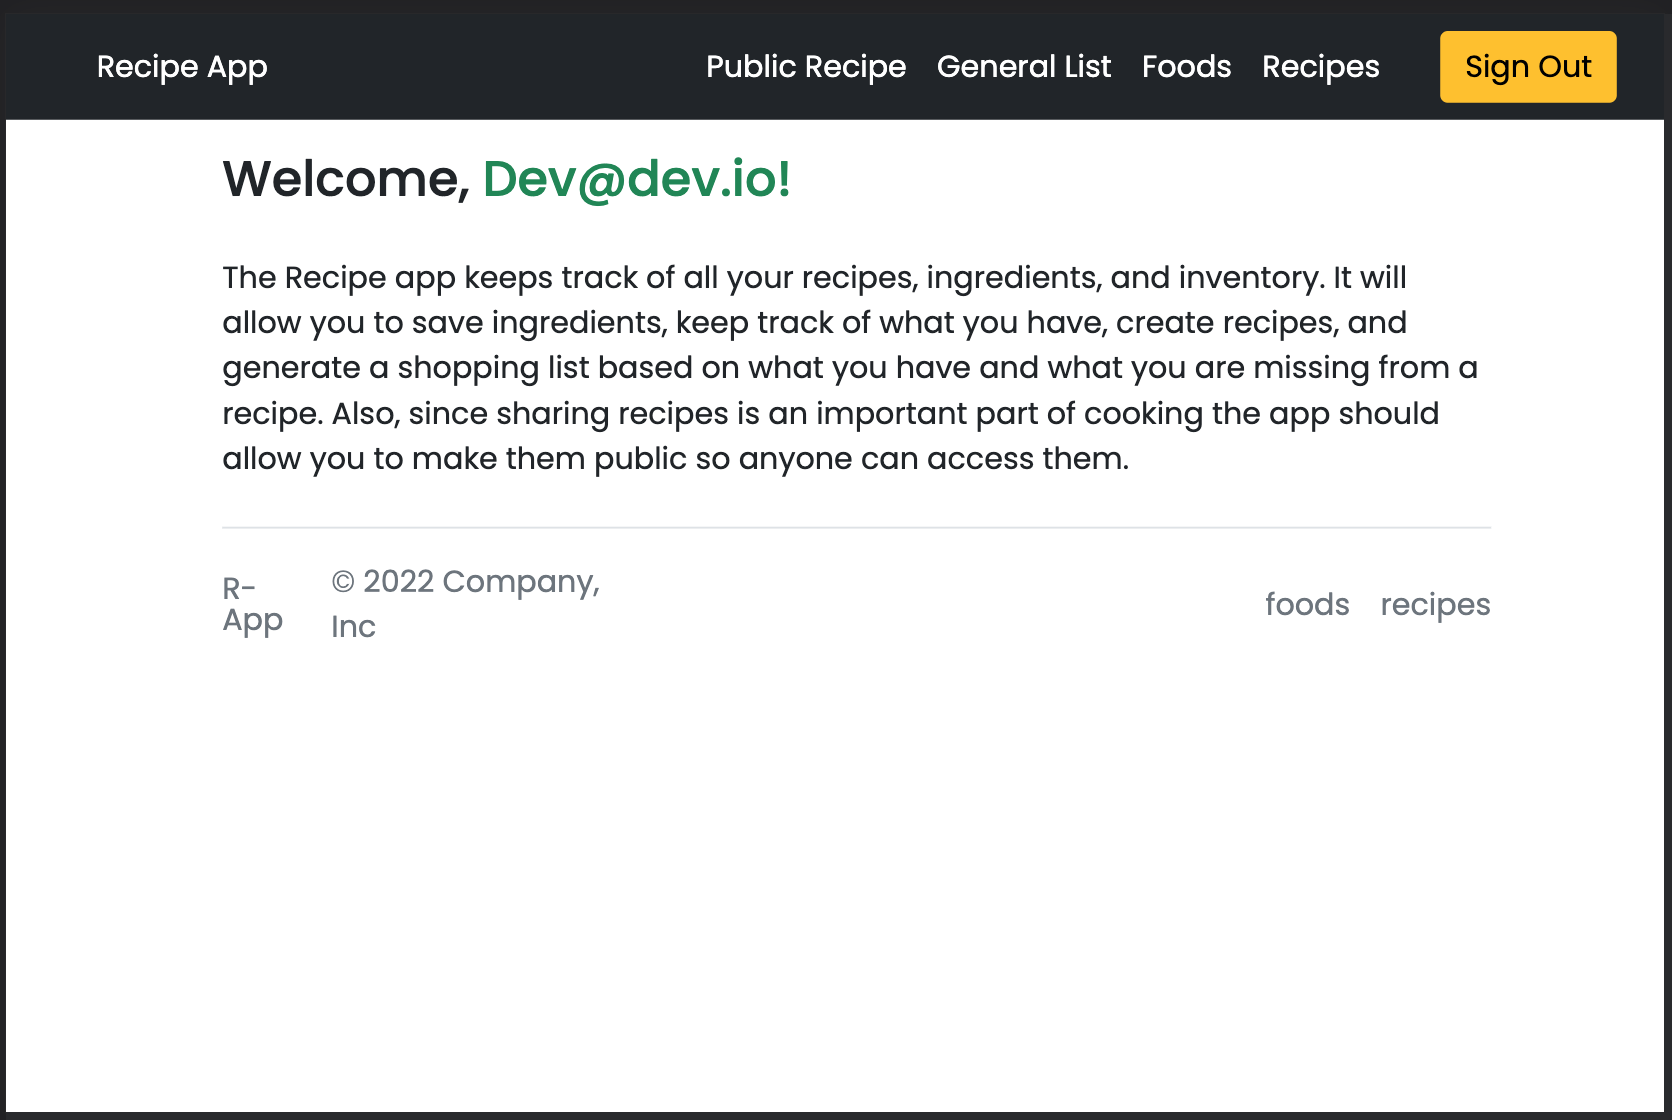 Recipe App Public Recipe General List Foods Recipes Sign Out
Welcome, Dev@dev.io!
The Recipe app keeps track of all your recipes, ingredients, and inventory. It will
allow you to save ingredients, keep track of what you have, create recipes, and
generate a shopping list based on what you have and what you are missing from a
recipe. Also, since sharing recipes is an important part of cooking the app should
allow you to make them public so anyone can access them.
R-
App
© 2022 Company,
Inc
foods recipes